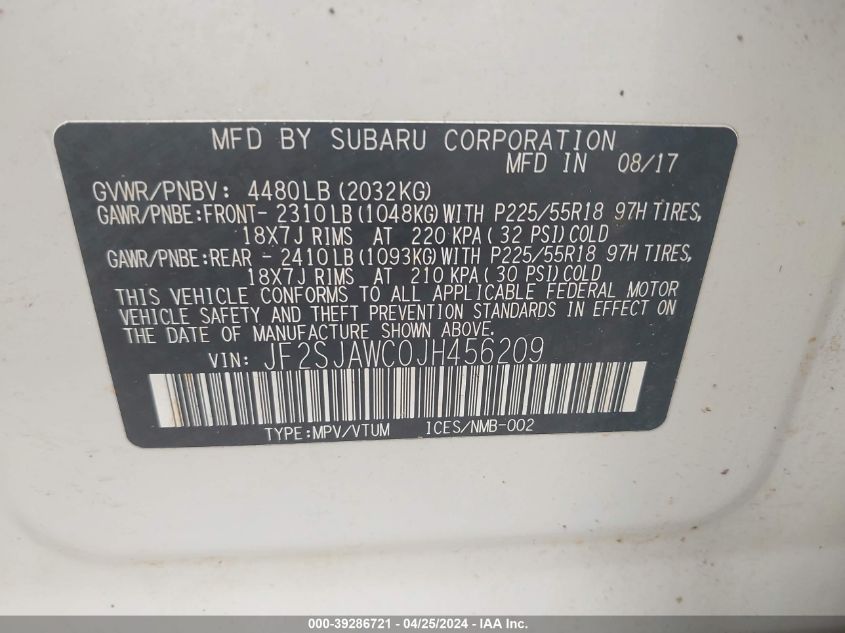 MFD BY SUBARU CORPORATION
MFD IN 08/17
GVWR/PNBV: 4480LB (2032KG)
GAWR/PNBE:FRONT- 2310LB (1048KG) WITH P225/55R18 97H TIRES,
18X7J RIMS AT 220 KPA ( 32 PSI) COLD
GAWR/PNBE:REAR - 2410LB (1093KG) WITH P225/55R18 97H TIRES,
18X7J RIMS AT 210 KPA ( 30 PSI) COLD
THIS VEHICLE CONFORMS TO ALL APPLICABLE FEDERAL MOTOR
VEHICLE SAFETY AND THEFT PREVENTION STANDARDS IN EFFECT ON
THE DATE OF MANUFACTURE SHOWN ABOVE.
VIN: JF2SJAWC0JH456209
TYPE:MPV/VTUM ICES/NMB-002
000-39286721 - 04/25/2024 - IAA Inc.